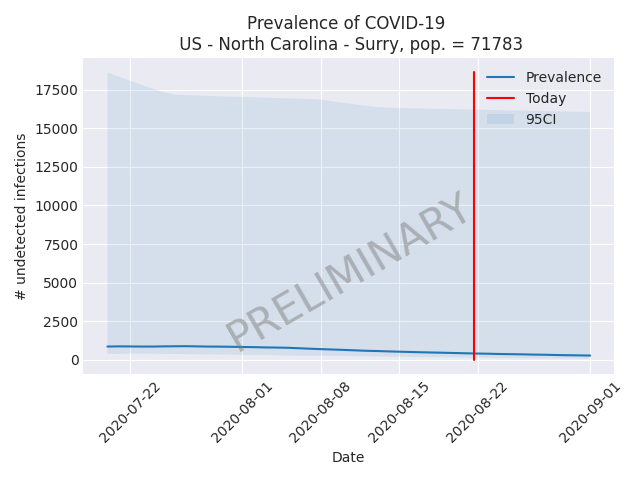 Prevalence of COVID-19
US - North Carolina - Surry, pop. = 71783
Prevalence
Today
95CI
17500
15000
12500
10000
7500
5000
2500
0
# undetected infections
PRELIMINARY
2020-07-22
2020-08-01
2020-08-08
2020-08-15
2020-08-22
2020-09-01
Date